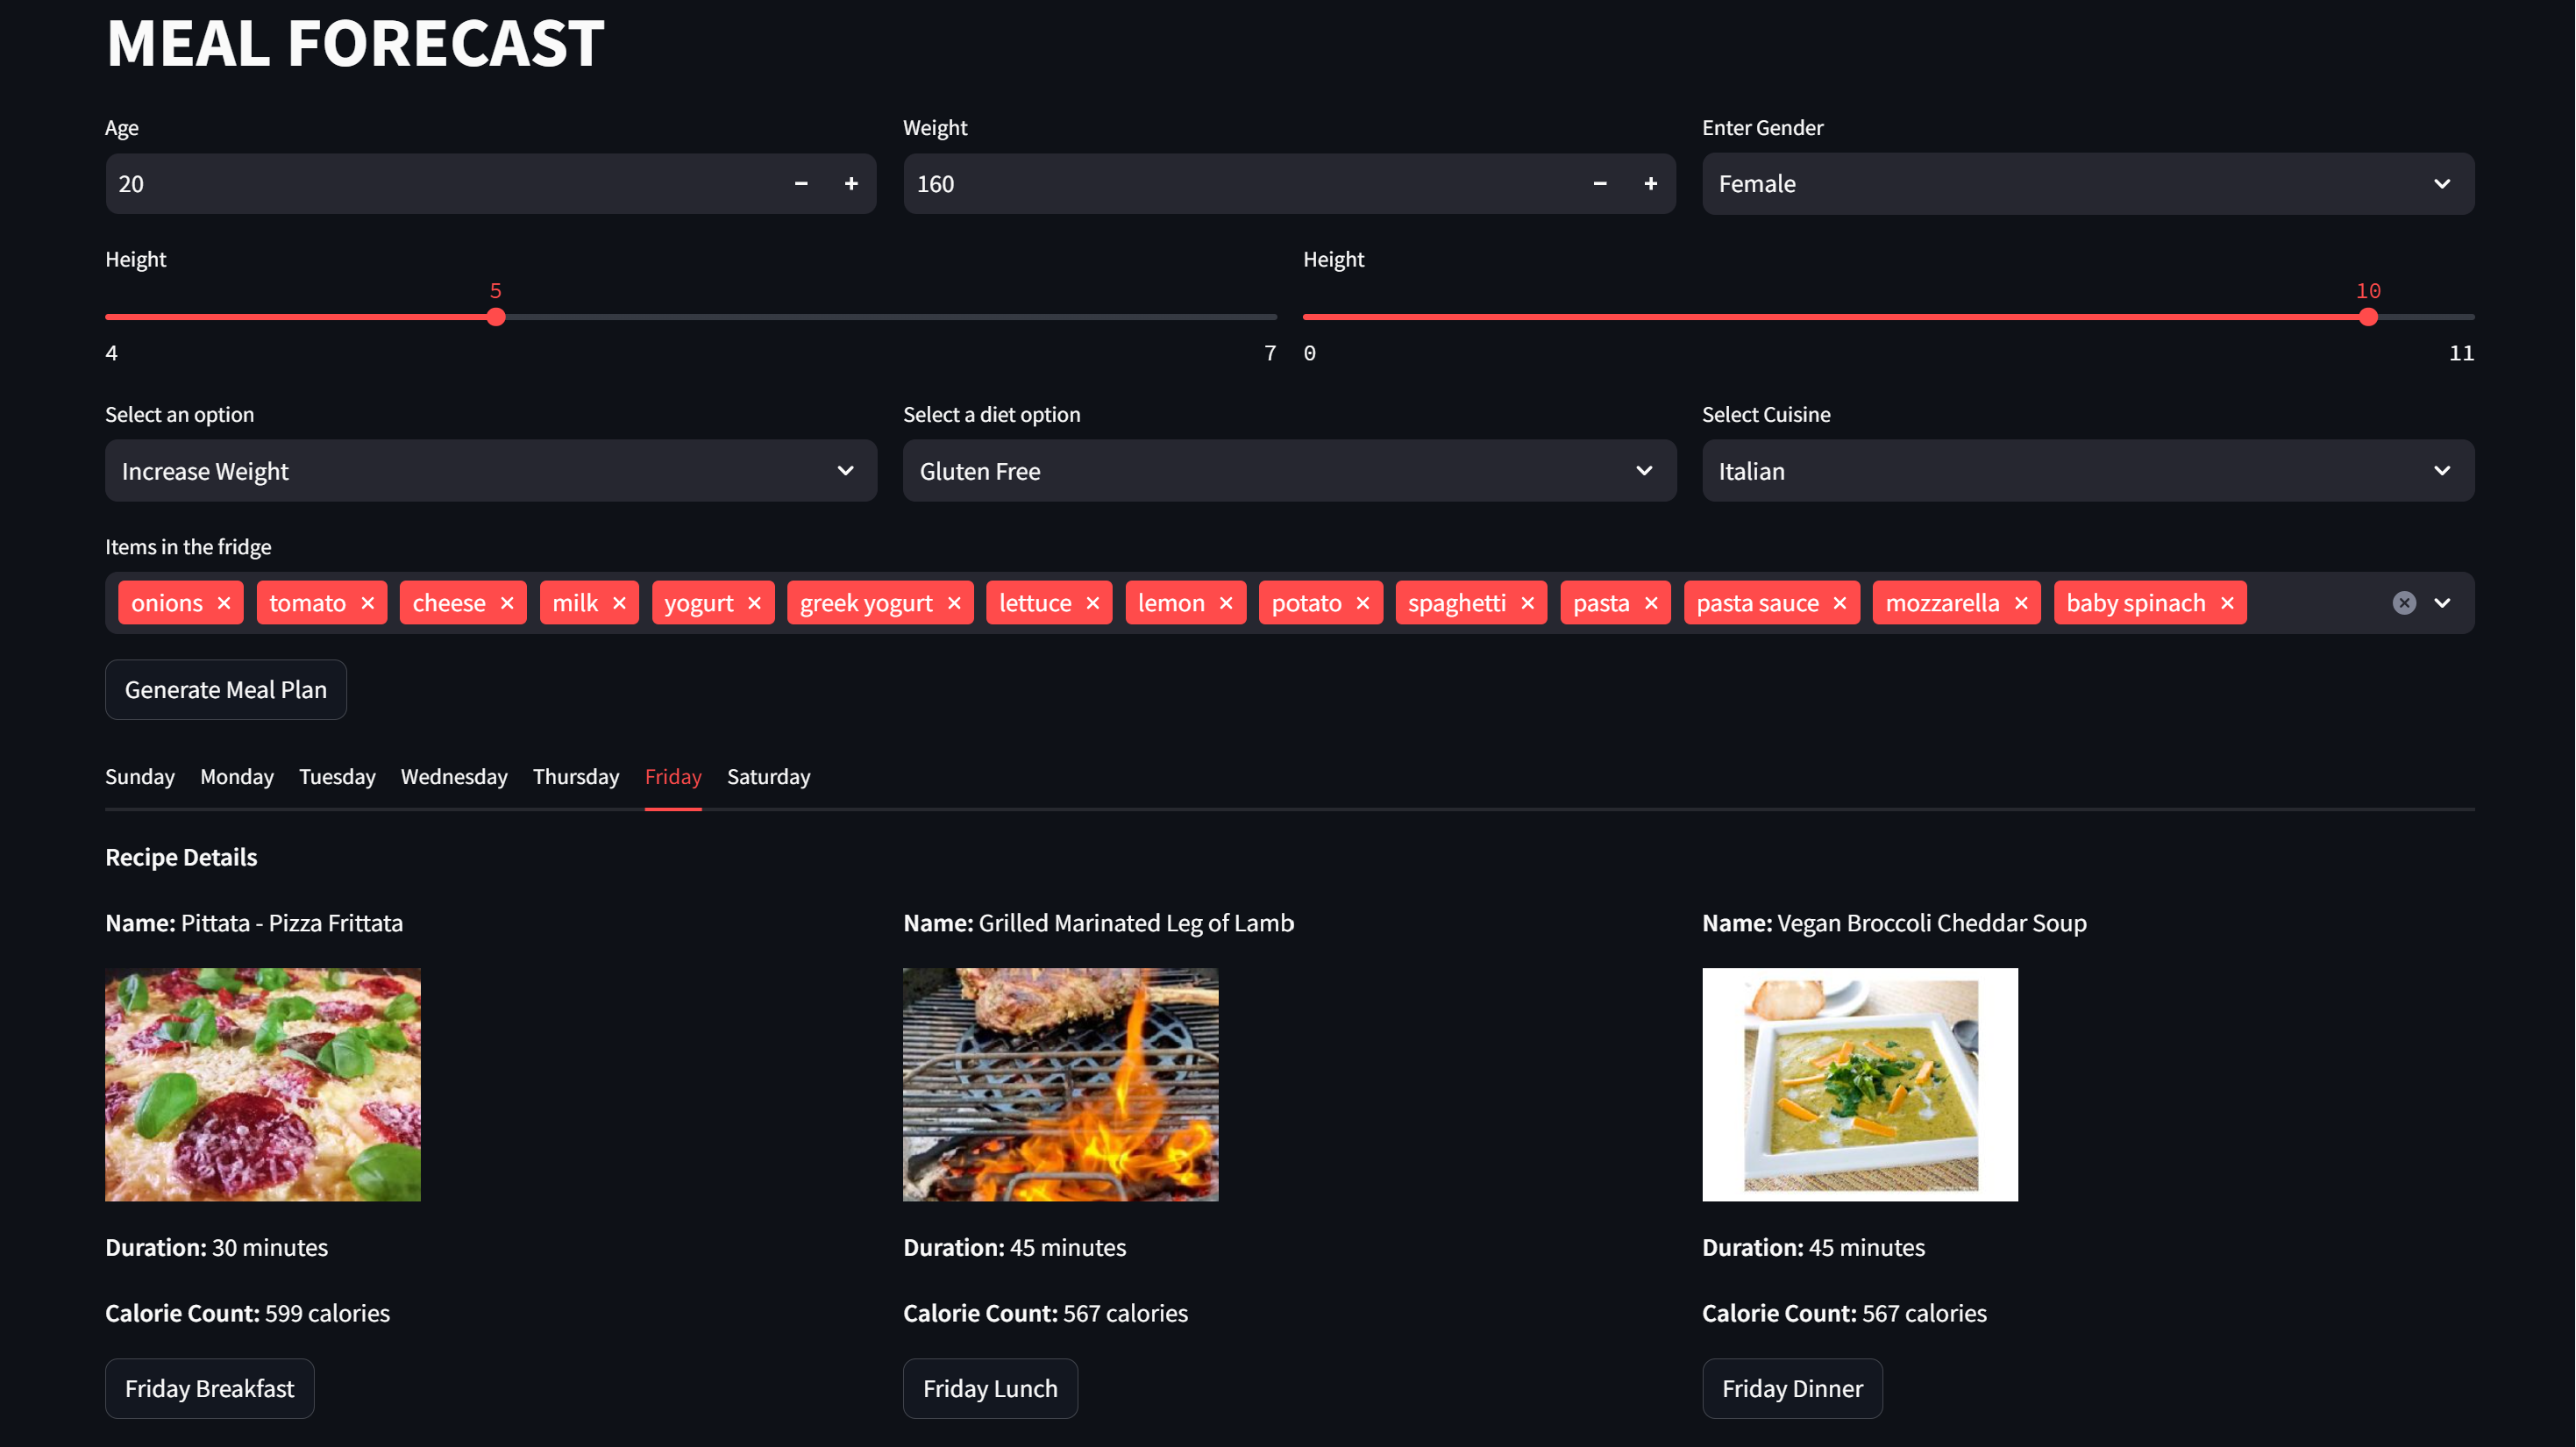 MEAL FORECAST
Age Weight Enter Gender
20 160 Female
Height Height
5 10
4 7 0 11
Select an option Select a diet option Select Cuisine
Increase Weight Gluten Free Italian
Items in the fridge
onions tomato cheese milk yogurt greek yogurt lettuce lemon potato spaghetti pasta pasta sauce mozzarella baby spinach
Generate Meal Plan
Sunday Monday Tuesday Wednesday Thursday Friday Saturday
Recipe Details
Name: Pittata - Pizza Frittata Name: Grilled Marinated Leg of Lamb Name: Vegan Broccoli Cheddar Soup
Duration: 30 minutes Duration: 45 minutes Duration: 45 minutes
Calorie Count: 599 calories Calorie Count: 567 calories Calorie Count: 567 calories
Friday Breakfast Friday Lunch Friday Dinner